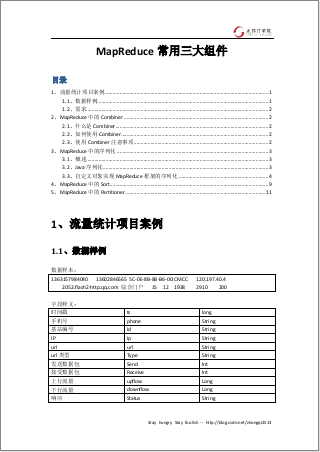 MapReduce 常用三大组件
目录
1、流量统计项目案例 1
1.1、数据样例 1
1.2、需求 2
2、MapReduce 中的 Combiner 2
2.1、什么是 Combiner 2
2.2、如何使用 Combiner 2
2.3、使用 Combiner 注意事项 2
3、MapReduce 中的序列化 3
3.1、概述 3
3.2、Java 序列化 3
3.3、自定义对象实现 MapReduce 框架的序列化 4
4、MapReduce 中的 Sort 9
5、MapReduce 中的 Partitioner 11
1、流量统计项目案例
1.1、数据样例
数据样本：
1363157984040 13602846565 5C-0E-8B-8B-B6-00:CMCC 120.197.40.4
2052.flash2-http.qq.com 综合门户 15 12 1938 2910 200
字段释义：
时间戳 ts long
手机号 phone String
基站编号 Id String
IP Ip String
url url String
url 类型 Type String
发送数据包 Send Int
接受数据包 Receive Int
上行流量 upflow Long
下行流量 downflow Long
响应 Status String
Stay hungry Stay foolish -- http://blog.csdn.net/zhongqi2513